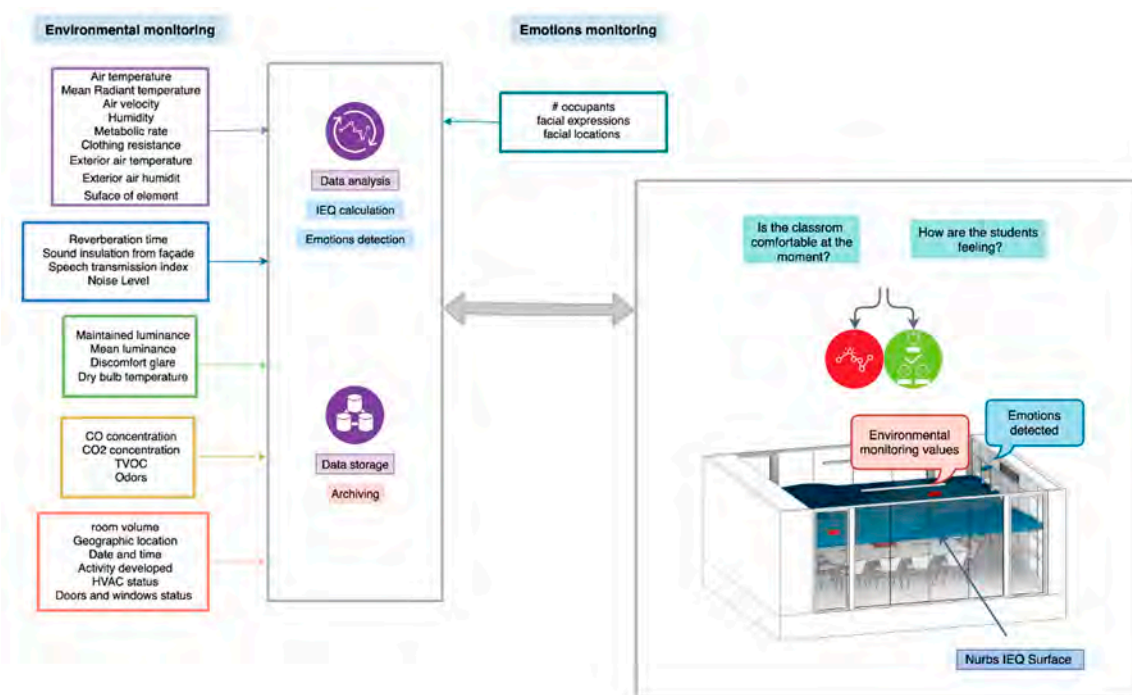 Environmental monitoring
Emotions monitoring
Air temperature
Mean Radiant temperature
Air velocity
Humidity
Metabolic rate
Clothing resistance
Exterior air temperature
Exterior air humidit
Suface of element
Reverberation time
Sound insulation from façade
Speech transmission index
Noise Level
Maintained luminance
Mean luminance
Discomfort glare
Dry bulb temperature
CO concentration
CO2 concentration
TVOC
Odors
room volume
Geographic location
Date and time
Activity developed
HVAC status
Doors and windows status
Data analysis
IEQ calculation
Emotions detection
Data storage
Archiving
# occupants
facial expressions
facial locations
Is the classrom
comfortable at the
moment?
How are the students
feeling?
Environmental
monitoring values
Emotions
detected
Nurbs IEQ Surface